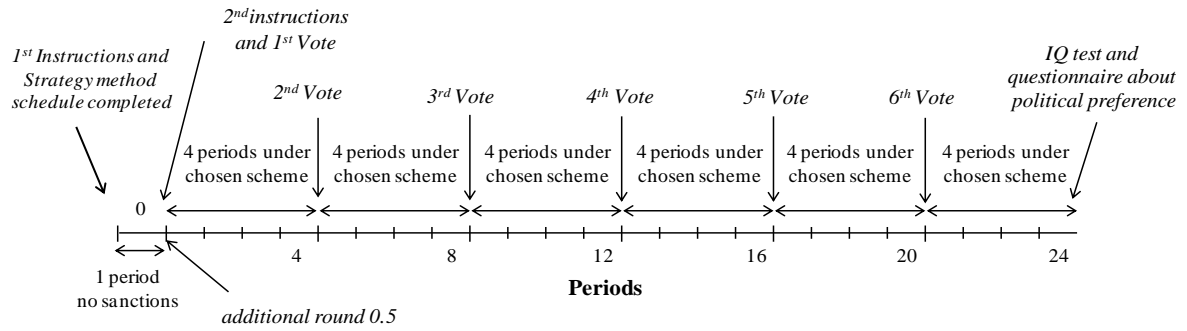 2nd instructions
and 1st Vote
1st Instructions and
Strategy method
schedule completed
2nd Vote
3rd Vote
4th Vote
5th Vote
6th Vote
IQ test and
questionnaire about
political preference
4 periods under
chosen scheme
4 periods under
chosen scheme
4 periods under
chosen scheme
4 periods under
chosen scheme
4 periods under
chosen scheme
4 periods under
chosen scheme
0
4
8
12
16
20
24
1 period
no sanctions
Periods
additional round 0.5